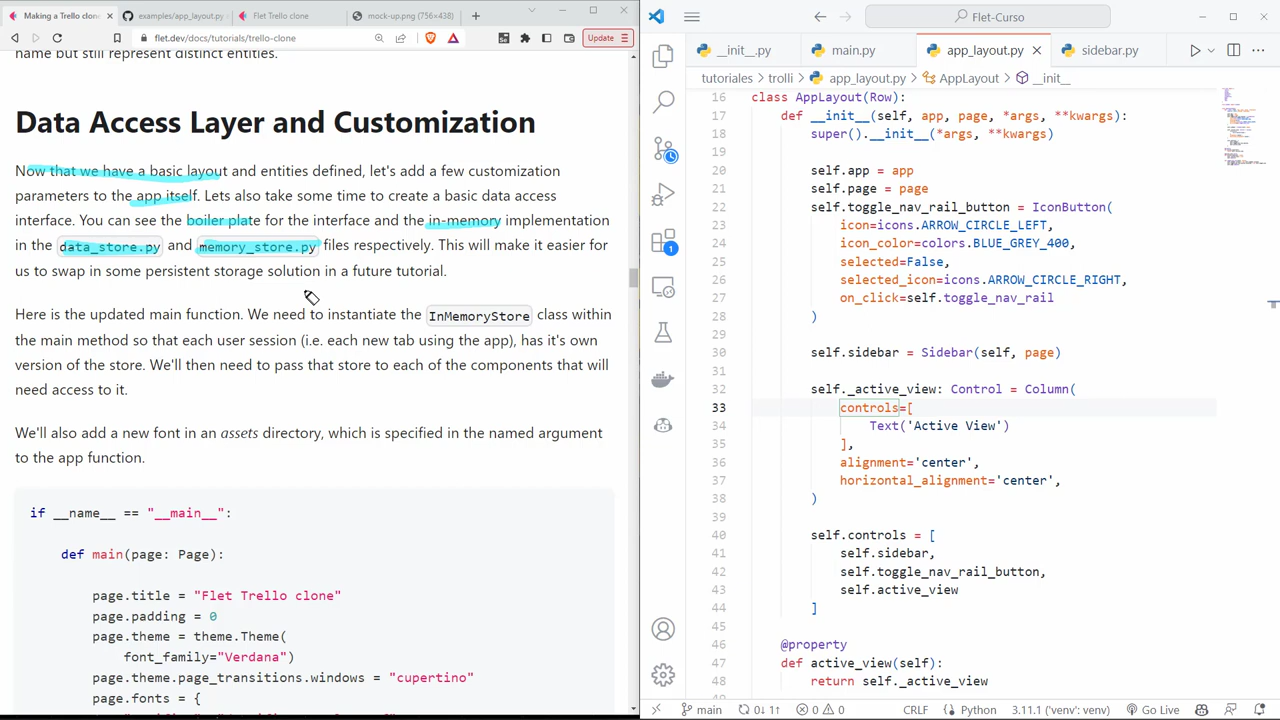 Making a Trello clone
examples/app_layout.py
Flet Trello clone
mock-up.png (756×438)
flet.dev/docs/tutorials/trello-clone
Update
name but still represent distinct entities.
Data Access Layer and Customization
Now that we have a basic layout and entities defined, let's add a few customization
parameters to the app itself. Lets also take some time to create a basic data access
interface. You can see the boiler plate for the interface and the in-memory implementation
in the data_store.py and memory_store.py files respectively. This will make it easier for
us to swap in some persistent storage solution in a future tutorial.
Here is the updated main function. We need to instantiate the InMemoryStore class within
the main method so that each user session (i.e. each new tab using the app), has it's own
version of the store. We'll then need to pass that store to each of the components that will
need access to it.
We'll also add a new font in an assets directory, which is specified in the named argument
to the app function.
if __name__ == "__main__":
def main(page: Page):
page.title = "Flet Trello clone"
page.padding = 0
page.theme = theme.Theme(
font_family="Verdana")
page.theme.page_transitions.windows = "cupertino"
page.fonts = {
Flet-Curso
__init__.py
main.py
app_layout.py
sidebar.py
tutoriales > trolli > app_layout.py > AppLayout > __init__
16 class AppLayout(Row):
17 def __init__(self, app, page, *args, **kwargs):
18 super().__init__(*args, **kwargs)
19
20 self.app = app
21 self.page = page
22 self.toggle_nav_rail_button = IconButton(
23 icon=icons.ARROW_CIRCLE_LEFT,
24 icon_color=colors.BLUE_GREY_400,
25 selected=False,
26 selected_icon=icons.ARROW_CIRCLE_RIGHT,
27 on_click=self.toggle_nav_rail
28 )
30 self.sidebar = Sidebar(self, page)
32 self._active_view: Control = Column(
33 controls=[
34 Text('Active View')
35 ],
36 alignment='center',
37 horizontal_alignment='center',
38 )
39
40 self.controls = [
41 self.sidebar,
42 self.toggle_nav_rail_button,
43 self.active_view
44 ]
45
46 @property
47 def active_view(self):
48 return self._active_view
1
main
0↓ 1↑
0
0
CRLF
Python
3.11.1 ('venv': venv)
Go Live